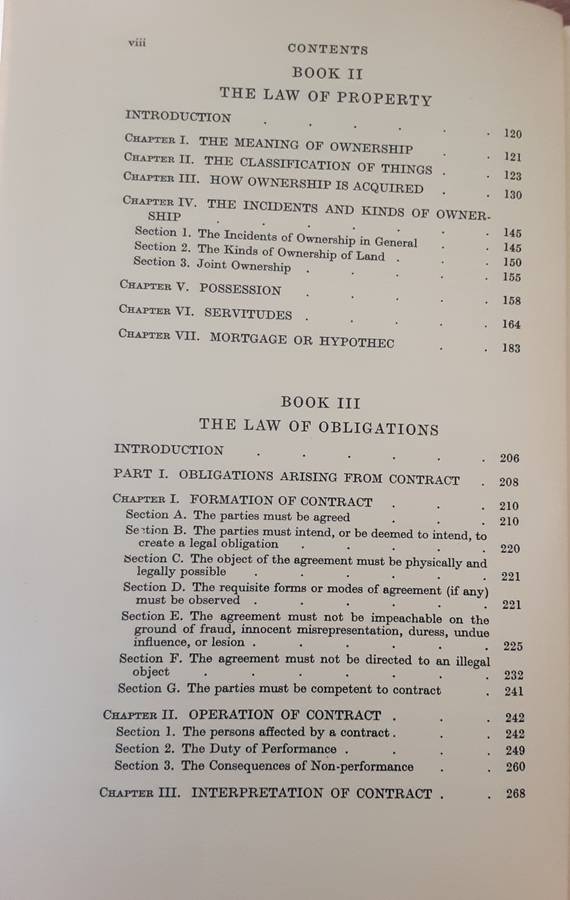 viii
CONTENTS
BOOK II
THE LAW OF PROPERTY
INTRODUCTION . . . . . . 120
CHAPTER I. THE MEANING OF OWNERSHIP . . 121
CHAPTER II. THE CLASSIFICATION OF THINGS . . 123
CHAPTER III. HOW OWNERSHIP IS ACQUIRED . . 130
CHAPTER IV. THE INCIDENTS AND KINDS OF OWNER-
SHIP . . . . . . . 145
Section 1. The Incidents of Ownership in General . . 145
Section 2. The Kinds of Ownership of Land . . . 150
Section 3. Joint Ownership . . . . . 155
CHAPTER V. POSSESSION . . . . . 158
CHAPTER VI. SERVITUDES . . . . . 164
CHAPTER VII. MORTGAGE OR HYPOTHEC . . 183
BOOK III
THE LAW OF OBLIGATIONS
INTRODUCTION . . . . . . 206
PART I. OBLIGATIONS ARISING FROM CONTRACT . 208
CHAPTER I. FORMATION OF CONTRACT . . . 210
Section A. The parties must be agreed . . . 210
Section B. The parties must intend, or be deemed to intend, to
create a legal obligation . . . . . 220
Section C. The object of the agreement must be physically and
legally possible . . . . . . 221
Section D. The requisite forms or modes of agreement (if any)
must be observed . . . . . . 221
Section E. The agreement must not be impeachable on the
ground of fraud, innocent misrepresentation, duress, undue
influence, or lesion . . . . . . 225
Section F. The agreement must not be directed to an illegal
object . . . . . . . 232
Section G. The parties must be competent to contract . 241
CHAPTER II. OPERATION OF CONTRACT . . . 242
Section 1. The persons affected by a contract . . . 242
Section 2. The Duty of Performance . . . . 249
Section 3. The Consequences of Non-performance . . 260
CHAPTER III. INTERPRETATION OF CONTRACT . . 268